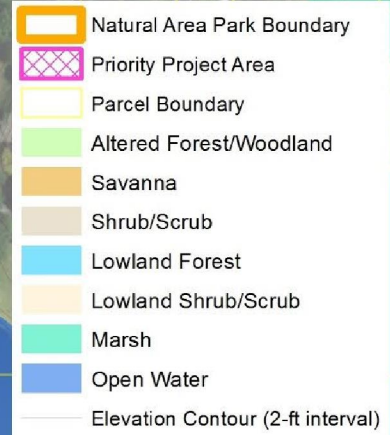 Natural Area Park Boundary
Priority Project Area
Parcel Boundary
Altered Forest/Woodland
Savanna
Shrub/Scrub
Lowland Forest
Lowland Shrub/Scrub
Marsh
Open Water
Elevation Contour (2-ft interval)